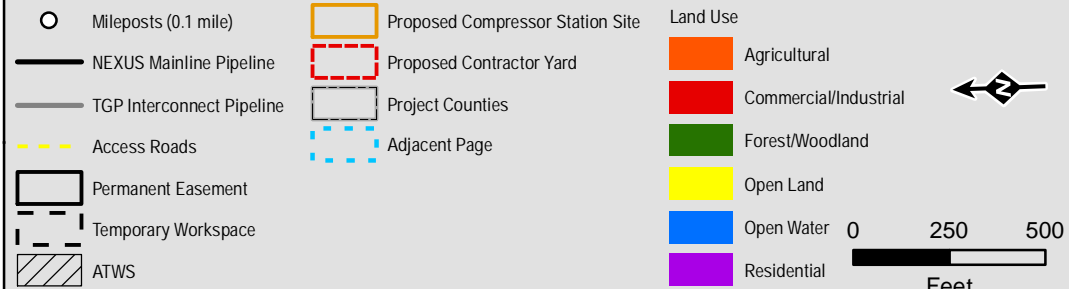 Mileposts (0.1 mile)
NEXUS Mainline Pipeline
TGP Interconnect Pipeline
Access Roads
Permanent Easement
Temporary Workspace
ATWS
Proposed Compressor Station Site
Proposed Contractor Yard
Project Counties
Adjacent Page
Land Use
Agricultural
Commercial/Industrial
Forest/Woodland
Open Land
Open Water
Residential
N
0 250 500
Feet